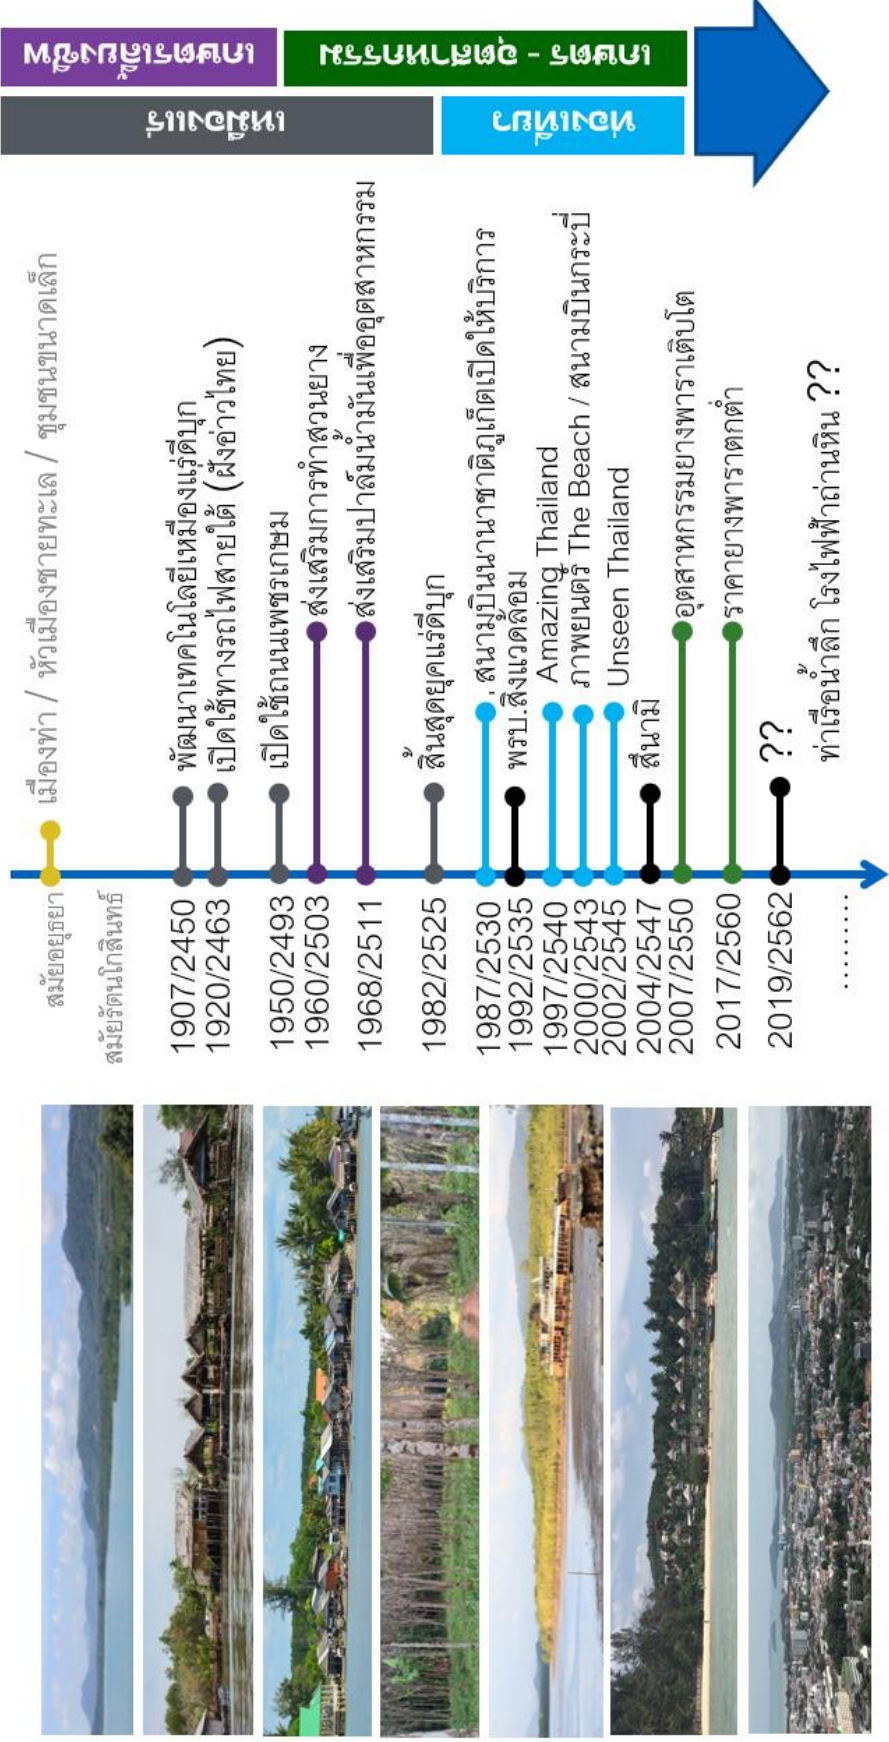 เกษตรเลี้ยงชีพ
เกษตร - อุตสาหกรรม
เหมืองแร่
ท่องเที่ยว
เมืองท่า / หัวเมืองชายทะเล / ชุมชนขนาดเล็ก
พัฒนาเทคโนโลยีเหมืองแร่ดีบุก
เปิดใช้ทางรถไฟสายใต้ (ฝั่งอ่าวไทย)
เปิดใช้ถนนเพชรเกษม
ส่งเสริมการทำสวนยาง
ส่งเสริมปาล์มน้ำมันเพื่ออุตสาหกรรม
สิ้นสุดยุคแร่ดีบุก
สนามบินนานาชาติภูเก็ตเปิดให้บริการ
พรบ.สิ่งแวดล้อม
Amazing Thailand
ภาพยนตร์ The Beach / สนามบินกระบี่
Unseen Thailand
สึนามิ
อุตสาหกรรมยางพาราเติบโต
ราคายางพาราตกต่ำ
??
ท่าเรือน้ำลึก โรงไฟฟ้าถ่านหิน ??
สมัยอยุธยา
สมัยรัตนโกสินทร์
1907/2450
1920/2463
1950/2493
1960/2503
1968/2511
1982/2525
1987/2530
1992/2535
1997/2540
2000/2543
2002/2545
2004/2547
2007/2550
2017/2560
2019/2562
.........